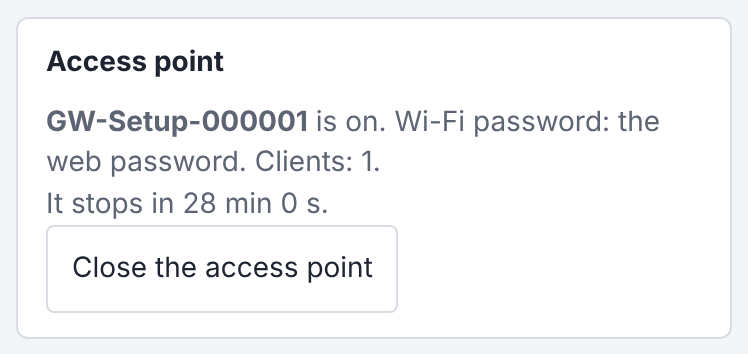 Access point
GW-Setup-000001 is on. Wi-Fi password: the
web password. Clients: 1.
It stops in 28 min 0 s.
Close the access point